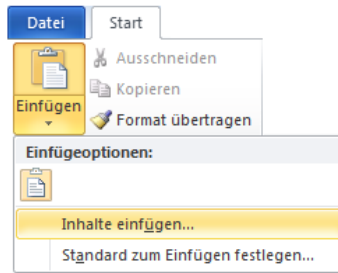 Datei Start
Ausschneiden
Kopieren
Einfügen
Format übertragen
Einfügeoptionen:
Inhalte einfügen...
Standard zum Einfügen festlegen...